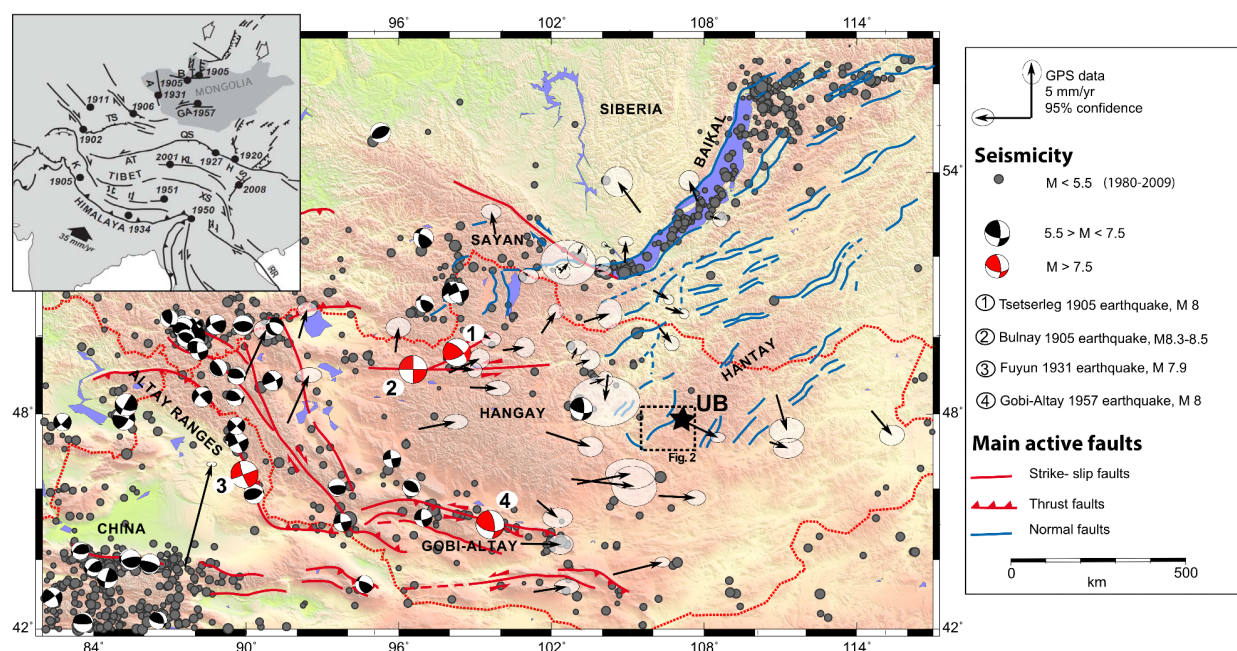 96° 102° 108° 114°
1905 B T E 1905
A 1931 MONGOLIA
1911 1906 GA 1957
TS
1902 QS
AT 2001 KL 1927 1920
K TIBET H
1905 1951 XS S 2008
HIMALAYA 1934 1950
35 mm/yr RR
SIBERIA
BAIKAL
54°
SAYAN
1
2
HANTAY
ALTAY RANGES
HANGAY
UB
48°
Fig. 2
3
4
CHINA
GOBI-ALTAY
42°
84° 90° 96° 102° 108° 114°
GPS data
5 mm/yr
95% confidence
Seismicity
M < 5.5 (1980-2009)
5.5 > M < 7.5
M > 7.5
1 Tsetserleg 1905 earthquake, M 8
2 Bulnay 1905 earthquake, M8.3-8.5
3 Fuyun 1931 earthquake, M 7.9
4 Gobi-Altay 1957 earthquake, M 8
Main active faults
Strike- slip faults
Thrust faults
Normal faults
0 500
km